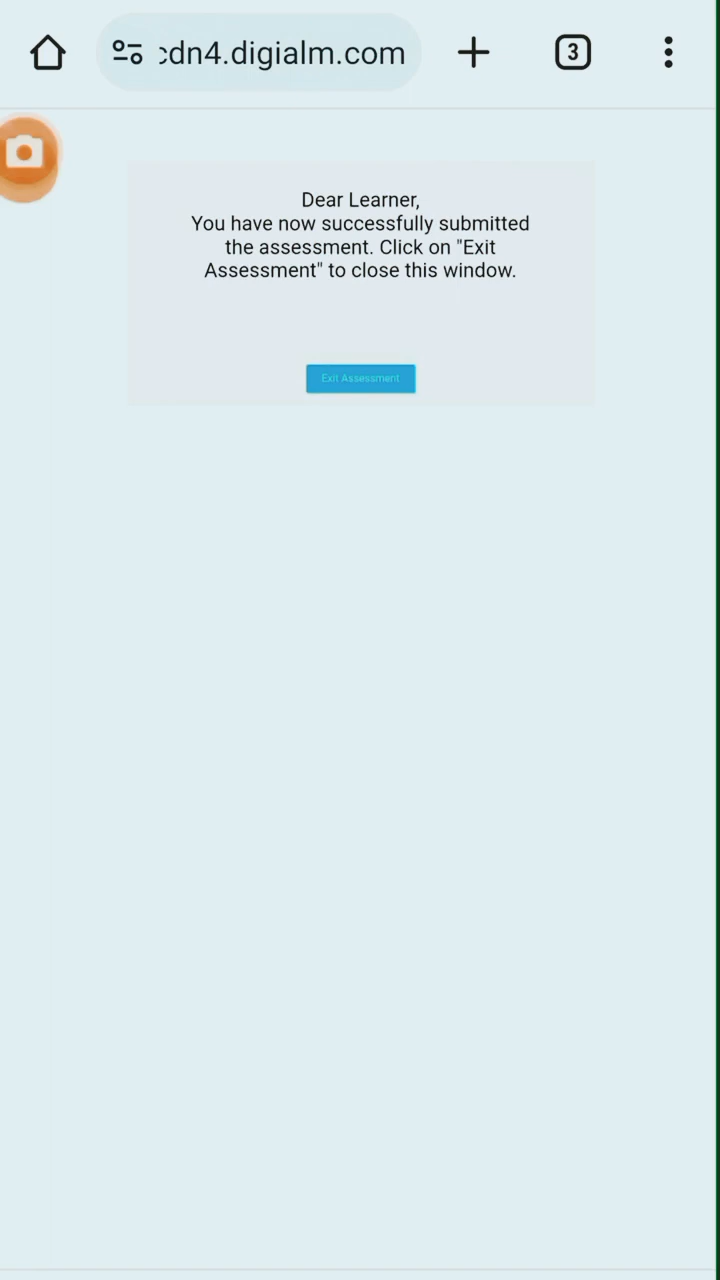 cdn4.digialm.com
3
Dear Learner,
You have now successfully submitted
the assessment. Click on "Exit
Assessment" to close this window.
Exit Assessment